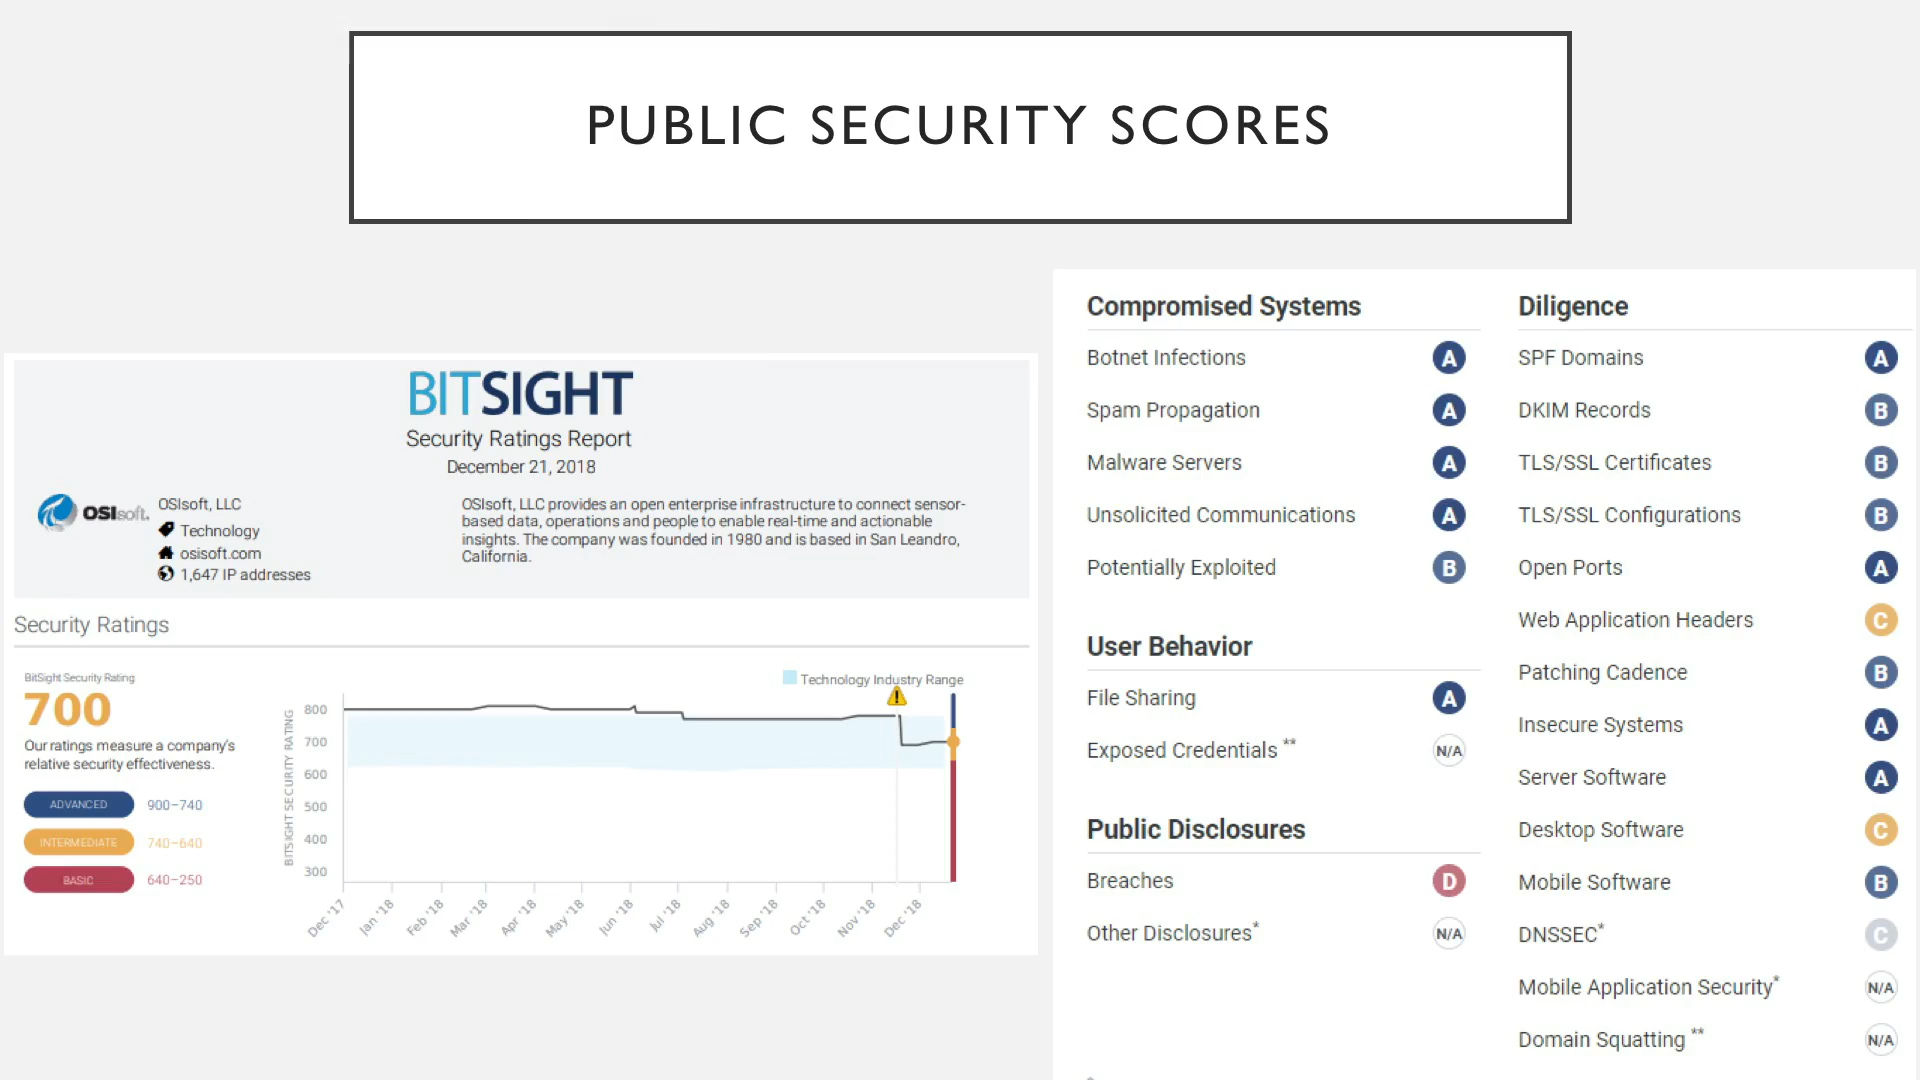 PUBLIC SECURITY SCORES
BITSIGHT
Security Ratings Report
December 21, 2018
OSIsoft.
OSIsoft, LLC
Technology
osisoft.com
1,647 IP addresses
OSIsoft, LLC provides an open enterprise infrastructure to connect sensor-
based data, operations and people to enable real-time and actionable
insights. The company was founded in 1980 and is based in San Leandro,
California.
Security Ratings
BitSight Security Rating
700
Our ratings measure a company's
relative security effectiveness.
ADVANCED 900-740
INTERMEDIATE 740-640
BASIC 640-250
Technology Industry Range
BITSIGHT SECURITY RATING
800
700
600
500
400
300
Dec '17 Jan '18 Feb '18 Mar '18 Apr '18 May '18 Jun '18 Jul '18 Aug '18 Sep '18 Oct '18 Nov '18 Dec '18
Compromised Systems
Botnet Infections A
Spam Propagation A
Malware Servers A
Unsolicited Communications A
Potentially Exploited B
User Behavior
File Sharing A
Exposed Credentials ** N/A
Public Disclosures
Breaches D
Other Disclosures* N/A
Diligence
SPF Domains A
DKIM Records B
TLS/SSL Certificates B
TLS/SSL Configurations B
Open Ports A
Web Application Headers C
Patching Cadence B
Insecure Systems A
Server Software A
Desktop Software C
Mobile Software B
DNSSEC* C
Mobile Application Security* N/A
Domain Squatting ** N/A